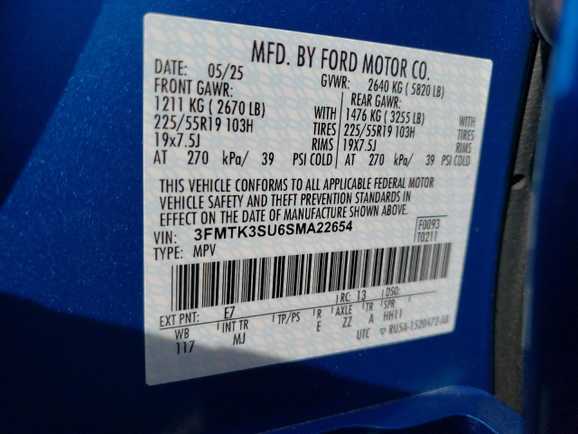 MFD. BY FORD MOTOR CO.
DATE: 05/25 GVWR: 2640 KG ( 5820 LB)
FRONT GAWR: REAR GAWR:
1211 KG ( 2670 LB) WITH 1476 KG ( 3255 LB) WITH
225/55R19 103H TIRES 225/55R19 103H TIRES
19x7.5J RIMS 19X7.5J RIMS
AT 270 kPa/ 39 PSI COLD AT 270 kPa/ 39 PSI COLD
THIS VEHICLE CONFORMS TO ALL APPLICABLE FEDERAL MOTOR
VEHICLE SAFETY AND THEFT PREVENTION STANDARDS IN
EFFECT ON THE DATE OF MANUFACTURE SHOWN ABOVE.
VIN: 3FMTK3SU6SMA22654 F0093
TYPE: MPV T0211
EXT PNT: E7 RC: 13 DSO:
WB INT TR TP/PS R AXLE TR SPR
117 MJ E ZZ A HH11
UTC